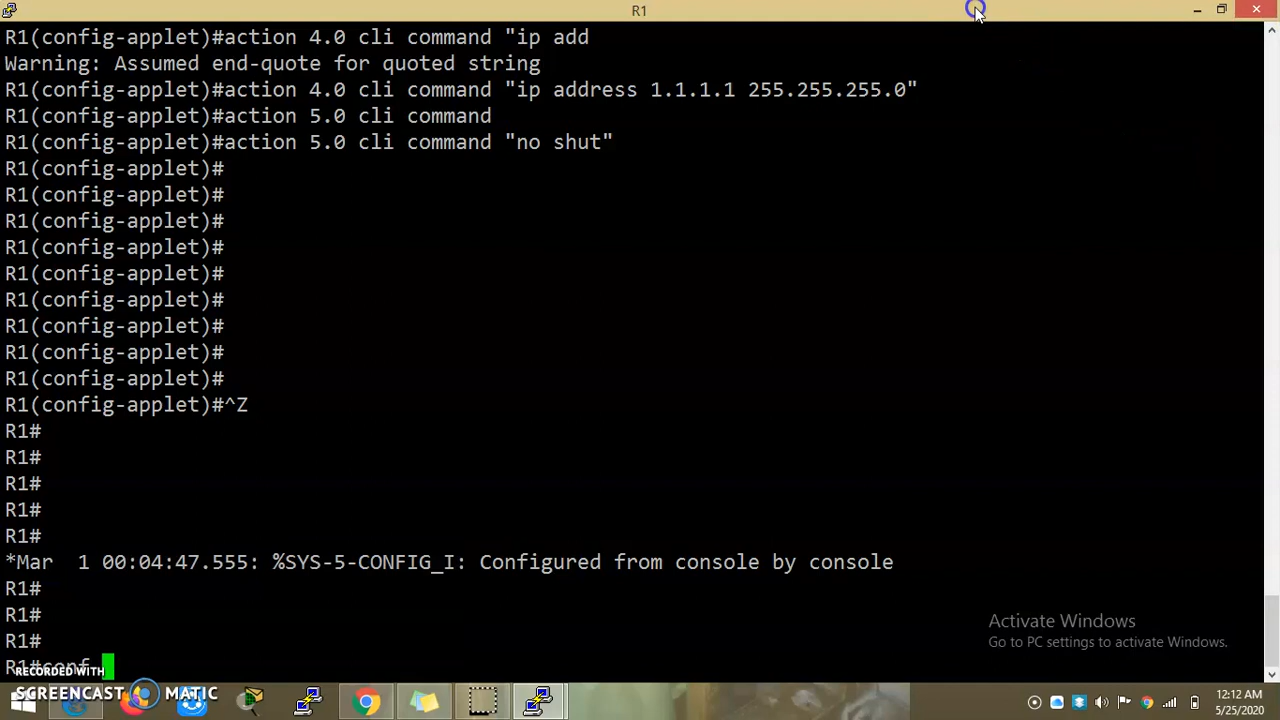 R1
R1(config-applet)#action 4.0 cli command "ip add
Warning: Assumed end-quote for quoted string
R1(config-applet)#action 4.0 cli command "ip address 1.1.1.1 255.255.255.0"
R1(config-applet)#action 5.0 cli command
R1(config-applet)#action 5.0 cli command "no shut"
R1(config-applet)#
R1(config-applet)#
R1(config-applet)#
R1(config-applet)#
R1(config-applet)#
R1(config-applet)#
R1(config-applet)#
R1(config-applet)#
R1(config-applet)#
R1(config-applet)#^Z
R1#
R1#
R1#
R1#
R1#
*Mar  1 00:04:47.555: %SYS-5-CONFIG_I: Configured from console by console
R1#
R1#
R1#
R1#conf
Activate Windows
Go to PC settings to activate Windows.
RECORDED WITH
SCREENCAST MATIC
12:12 AM
5/25/2020